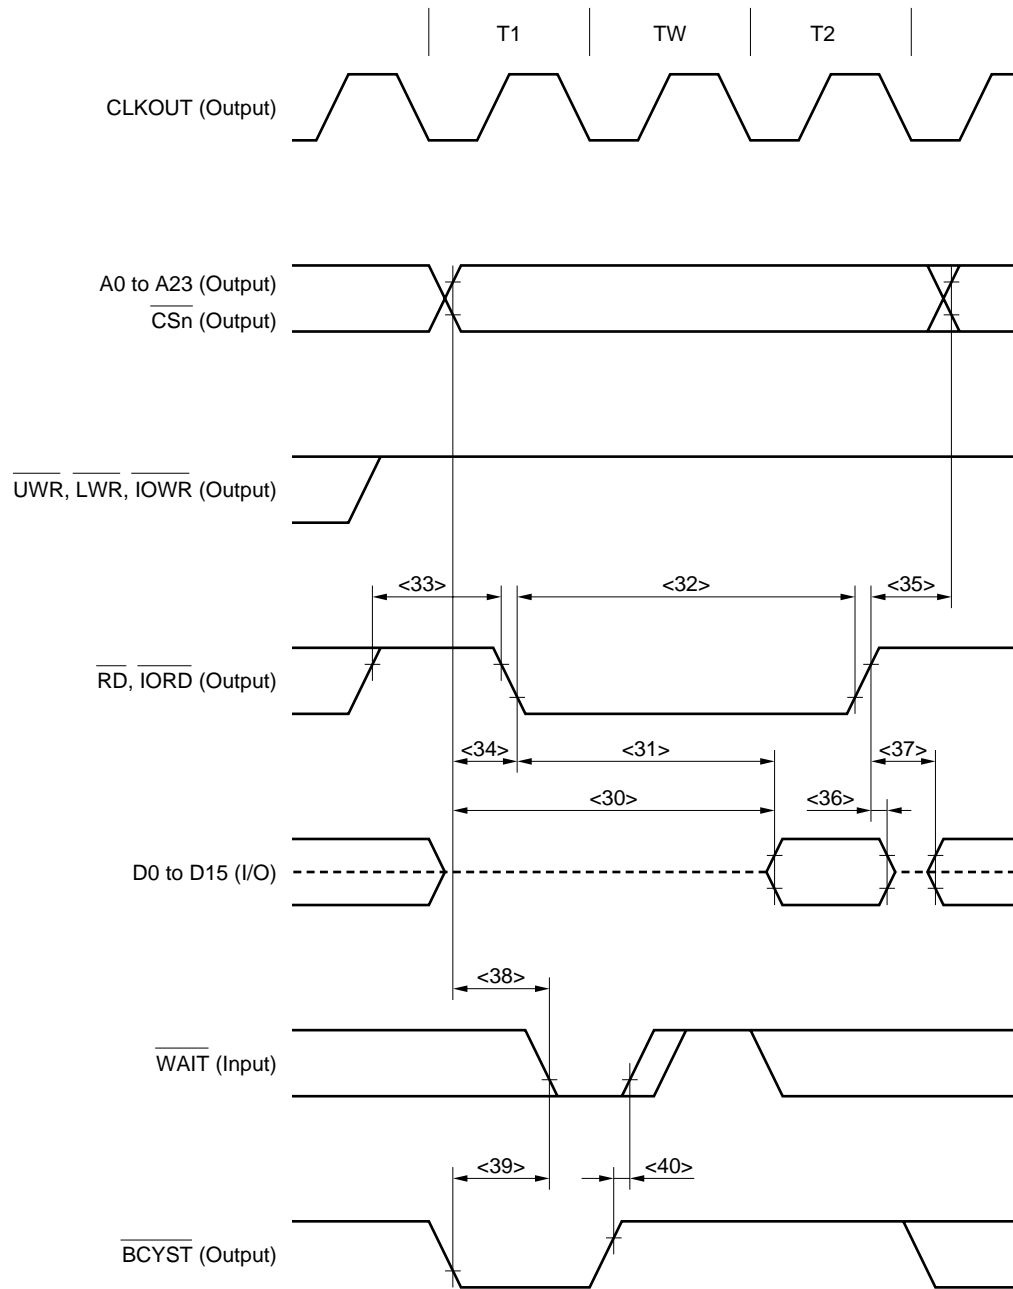 T1 TW T2
CLKOUT (Output)
A0 to A23 (Output)
CSn (Output)
UWR, LWR, IOWR (Output)
<33> <32> <35>
RD, IORD (Output)
<34> <31> <37>
<30> <36>
D0 to D15 (I/O)
<38>
WAIT (Input)
<39> <40>
BCYST (Output)